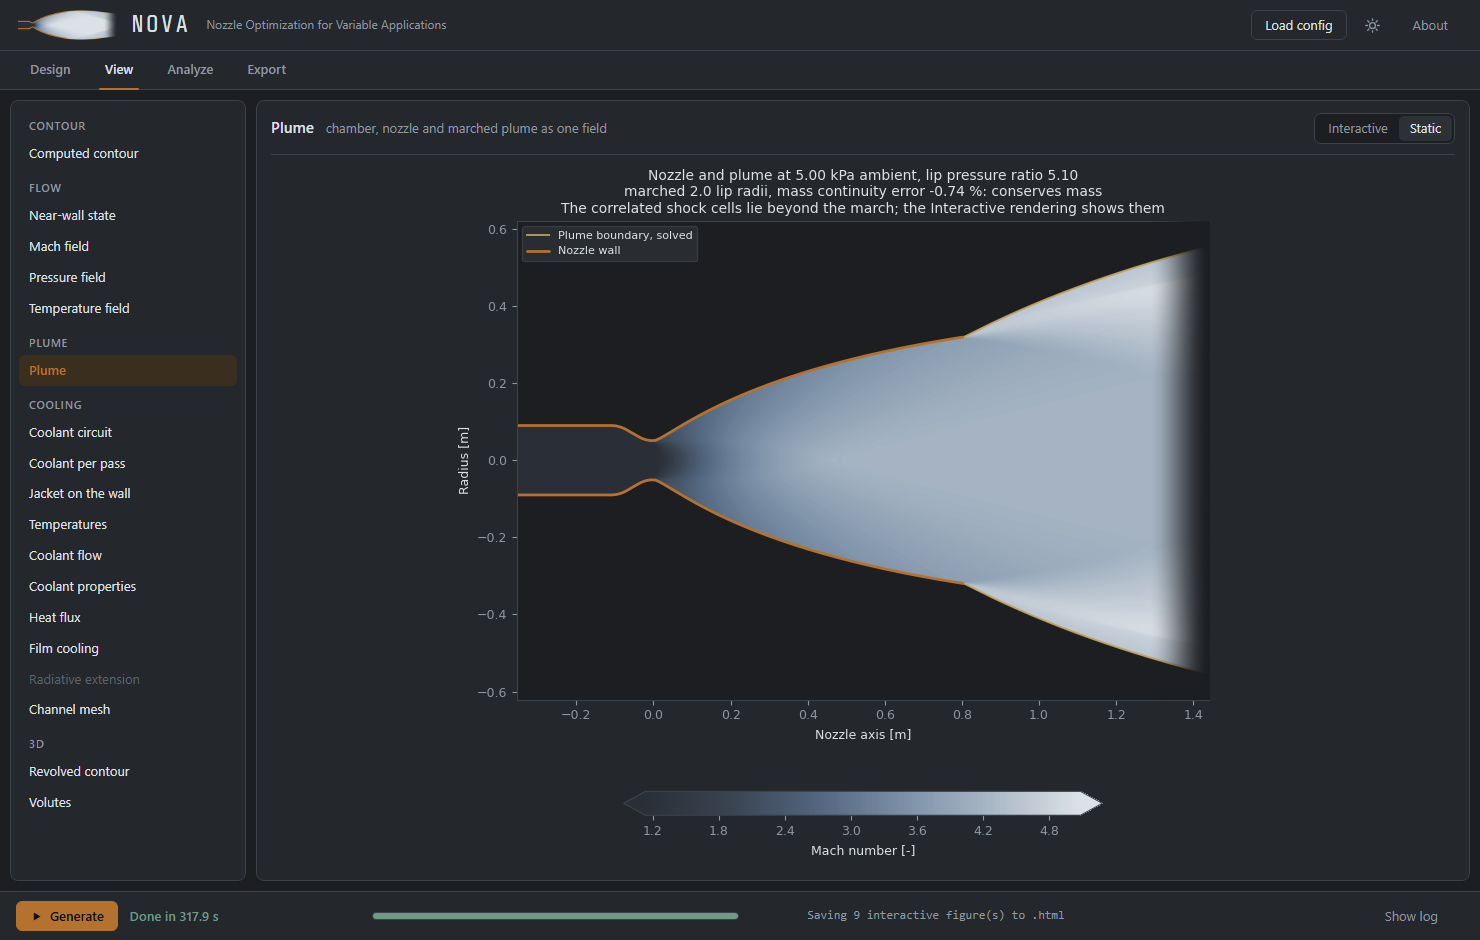 NOVA
Nozzle Optimization for Variable Applications
Load config
About
Design
View
Analyze
Export
CONTOUR
Computed contour
FLOW
Near-wall state
Mach field
Pressure field
Temperature field
PLUME
Plume
COOLING
Coolant circuit
Coolant per pass
Jacket on the wall
Temperatures
Coolant flow
Coolant properties
Heat flux
Film cooling
Radiative extension
Channel mesh
3D
Revolved contour
Volutes
Plume chamber, nozzle and marched plume as one field
Interactive
Static
Nozzle and plume at 5.00 kPa ambient, lip pressure ratio 5.10
marched 2.0 lip radii, mass continuity error -0.74 %: conserves mass
The correlated shock cells lie beyond the march; the Interactive rendering shows them
Plume boundary, solved
Nozzle wall
Radius [m]
0.6
0.4
0.2
0.0
−0.2
−0.4
−0.6
−0.2 0.0 0.2 0.4 0.6 0.8 1.0 1.2 1.4
Nozzle axis [m]
1.2 1.8 2.4 3.0 3.6 4.2 4.8
Mach number [-]
Generate
Done in 317.9 s
Saving 9 interactive figure(s) to .html
Show log